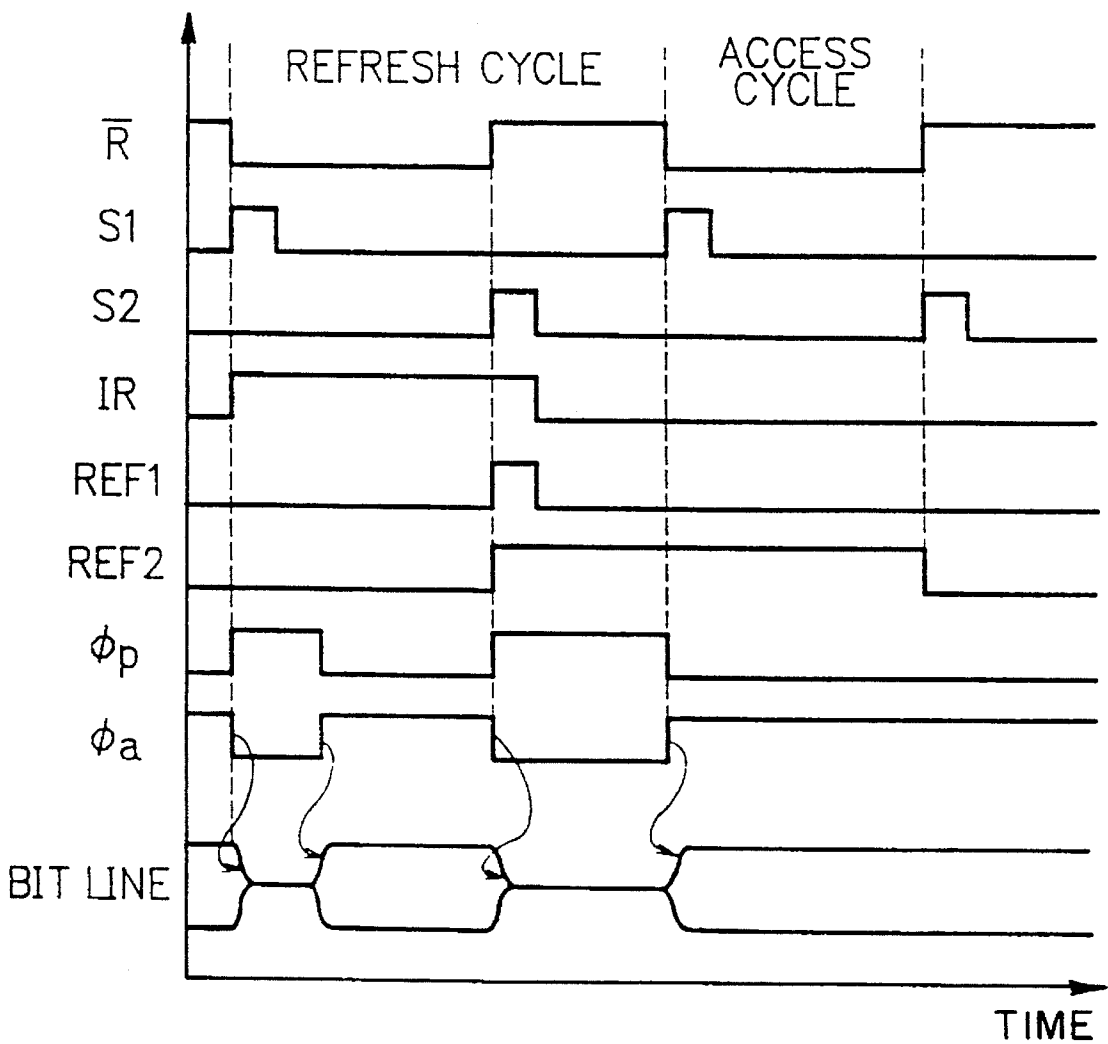 REFRESH CYCLE
ACCESS
CYCLE
R̅
S1
S2
IR
REF1
REF2
ϕp
ϕa
BIT LINE
TIME